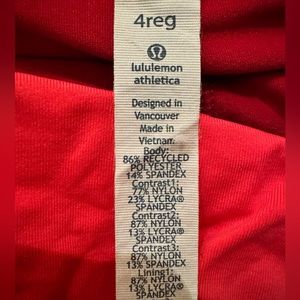 4reg
lululemon
athletica
Designed in
Vancouver
Made in
Vietnam
Body:
86% RECYCLED
POLYESTER
14% SPANDEX
Contrast1:
77% NYLON
23% LYCRA®
SPANDEX
Contrast2:
87% NYLON
13% LYCRA®
SPANDEX
Contrast3:
87% NYLON
13% SPANDEX
Lining1:
87% NYLON
13% LYCRA®
SPANDEX